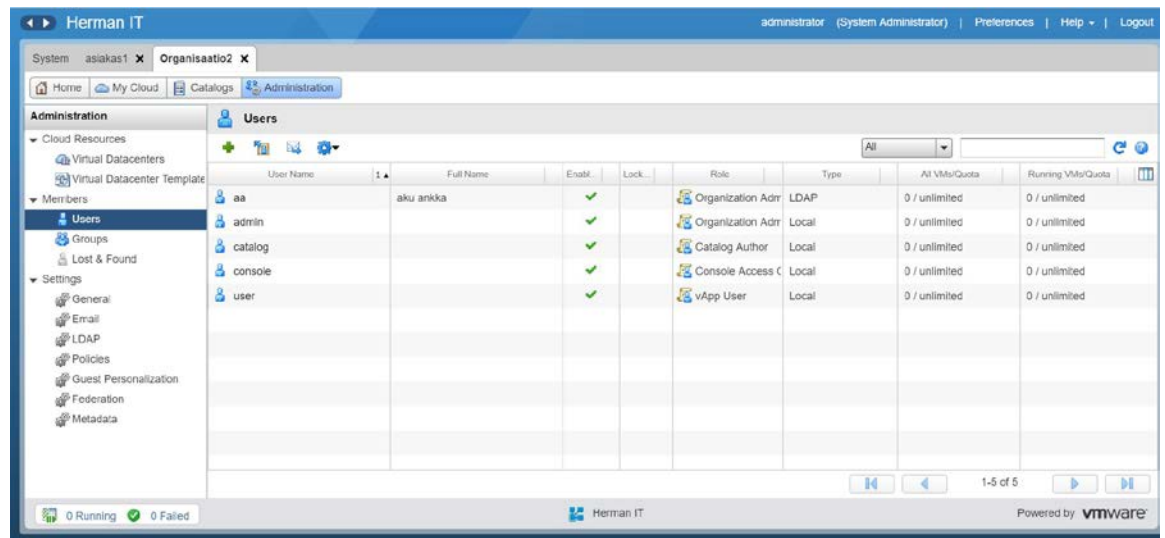 Herman IT administrator (System Administrator) | Preferences | Help | Logout
System asiakas1 Organisaatio2
Home My Cloud Catalogs Administration
Administration
Cloud Resources
Virtual Datacenters
Virtual Datacenter Template
Members
Users
Groups
Lost & Found
Settings
General
Email
LDAP
Policies
Guest Personalization
Federation
Metadata
Users
All
User Name 1 Full Name Enabl... Lock... Role Type All VMs/Quota Running VMs/Quota
aa aku ankka Organization Adm LDAP 0 / unlimited 0 / unlimited
admin Organization Adm Local 0 / unlimited 0 / unlimited
catalog Catalog Author Local 0 / unlimited 0 / unlimited
console Console Access C Local 0 / unlimited 0 / unlimited
user vApp User Local 0 / unlimited 0 / unlimited
1-5 of 5
0 Running 0 Failed Herman IT Powered by vmware